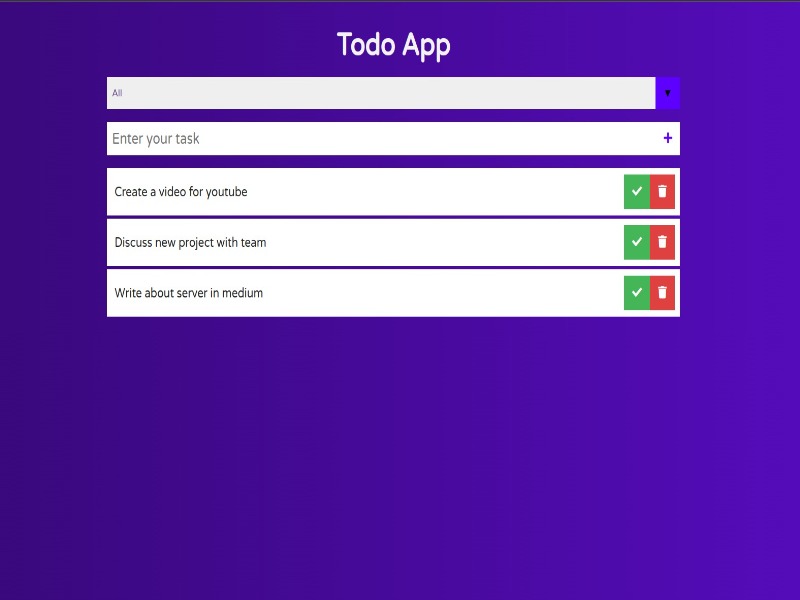 Todo App
All
Enter your task
Create a video for youtube
Discuss new project with team
Write about server in medium